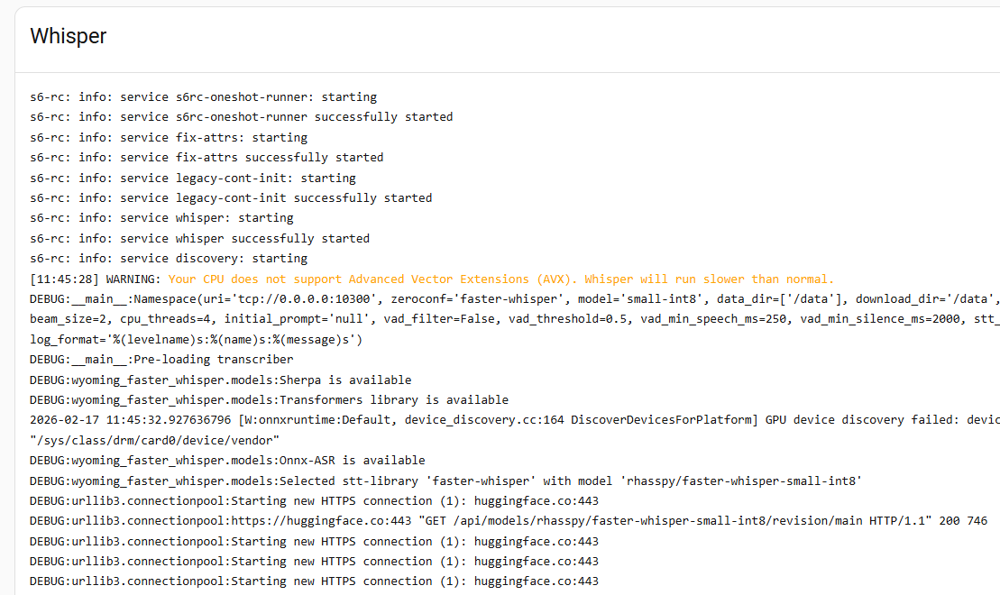 Whisper
s6-rc: info: service s6rc-oneshot-runner: starting
s6-rc: info: service s6rc-oneshot-runner successfully started
s6-rc: info: service fix-attrs: starting
s6-rc: info: service fix-attrs successfully started
s6-rc: info: service legacy-cont-init: starting
s6-rc: info: service legacy-cont-init successfully started
s6-rc: info: service whisper: starting
s6-rc: info: service whisper successfully started
s6-rc: info: service discovery: starting
[11:45:28] WARNING: Your CPU does not support Advanced Vector Extensions (AVX). Whisper will run slower than normal.
DEBUG:__main__:Namespace(uri='tcp://0.0.0.0:10300', zeroconf='faster-whisper', model='small-int8', data_dir=['/data'], download_dir='/data',
beam_size=2, cpu_threads=4, initial_prompt='null', vad_filter=False, vad_threshold=0.5, vad_min_speech_ms=250, vad_min_silence_ms=2000, stt_
log_format='%(levelname)s:%(name)s:%(message)s')
DEBUG:__main__:Pre-loading transcriber
DEBUG:wyoming_faster_whisper.models:Sherpa is available
DEBUG:wyoming_faster_whisper.models:Transformers library is available
2026-02-17 11:45:32.927636796 [W:onnxruntime:Default, device_discovery.cc:164 DiscoverDevicesForPlatform] GPU device discovery failed: devic
"/sys/class/drm/card0/device/vendor"
DEBUG:wyoming_faster_whisper.models:Onnx-ASR is available
DEBUG:wyoming_faster_whisper.models:Selected stt-library 'faster-whisper' with model 'rhasspy/faster-whisper-small-int8'
DEBUG:urllib3.connectionpool:Starting new HTTPS connection (1): huggingface.co:443
DEBUG:urllib3.connectionpool:https://huggingface.co:443 "GET /api/models/rhasspy/faster-whisper-small-int8/revision/main HTTP/1.1" 200 746
DEBUG:urllib3.connectionpool:Starting new HTTPS connection (1): huggingface.co:443
DEBUG:urllib3.connectionpool:Starting new HTTPS connection (1): huggingface.co:443
DEBUG:urllib3.connectionpool:Starting new HTTPS connection (1): huggingface.co:443